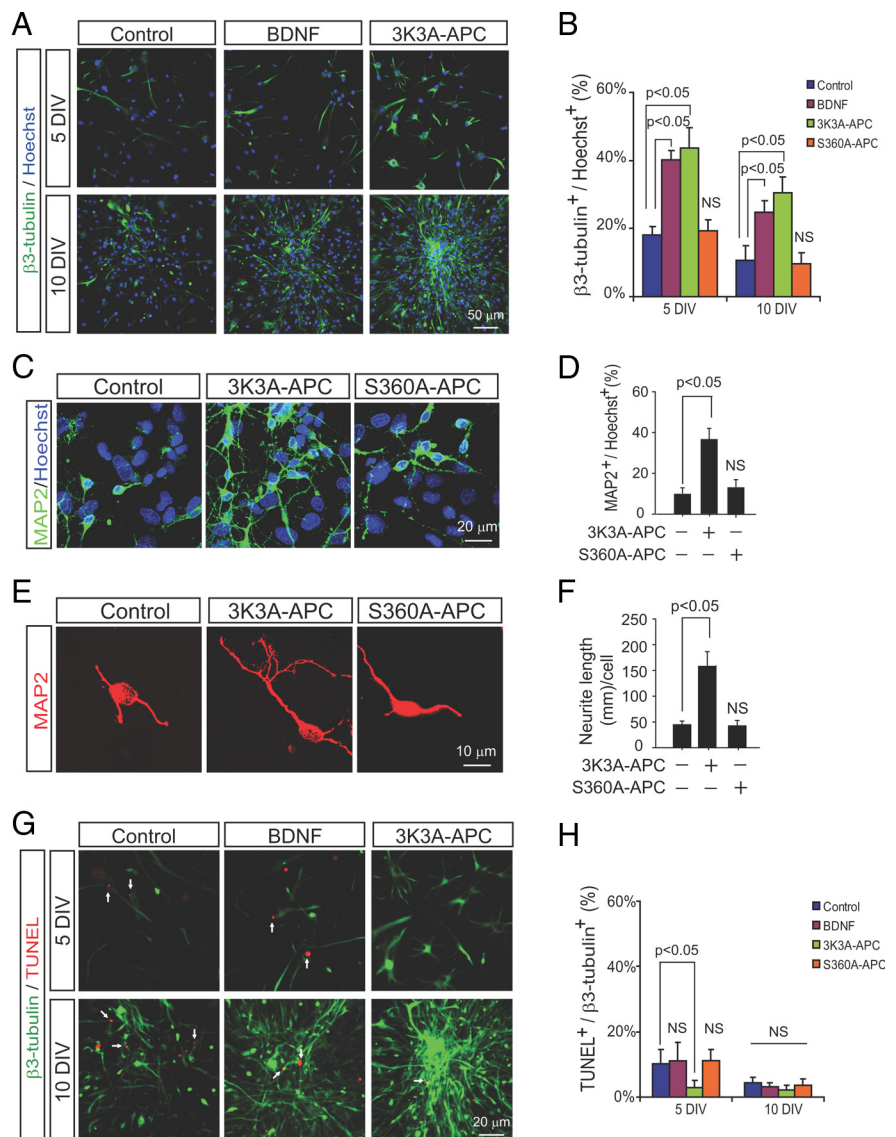 A
Control
BDNF
3K3A-APC
β3-tubulin / Hoechst
5 DIV
10 DIV
50 μm
B
β3-tubulin⁺ / Hoechst⁺ (%)
60%
40%
20%
0%
Control
BDNF
3K3A-APC
S360A-APC
p<0.05
p<0.05
NS
p<0.05
p<0.05
NS
5 DIV
10 DIV
C
Control
3K3A-APC
S360A-APC
MAP2/Hoechst
20 μm
D
MAP2⁺/ Hoechst⁺(%)
60
40
20
0
p<0.05
NS
3K3A-APC − + −
S360A-APC − − +
E
Control
3K3A-APC
S360A-APC
MAP2
10 μm
F
Neurite length
(mm)/cell
250
200
150
100
50
0
p<0.05
NS
3K3A-APC − + −
S360A-APC − − +
G
Control
BDNF
3K3A-APC
β3-tubulin / TUNEL
5 DIV
10 DIV
20 μm
H
TUNEL⁺ / β3-tubulin⁺ (%)
60%
40%
20%
0%
Control
BDNF
3K3A-APC
S360A-APC
p<0.05
NS
NS
NS
5 DIV
10 DIV